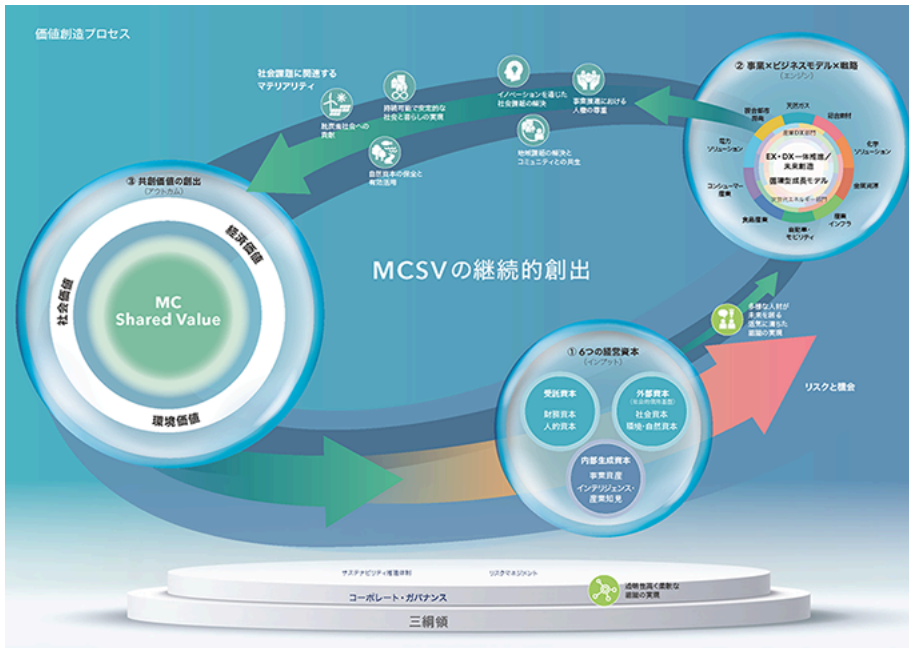 価値創造プロセス
社会課題に関連する
マテリアリティ
脱炭素社会への
貢献
持続可能で安定的な
社会と暮らしの実現
イノベーションを通じた
社会課題の解決
事業推進における
人権の尊重
自然資本の保全と
有効活用
地域課題の解決と
コミュニティとの共生
② 事業×ビジネスモデル×戦略
(エンジン)
天然ガス
総合素材
化学
ソリューション
金属資源
産業
インフラ
自動車・
モビリティ
食品産業
コンシューマー
産業
電力
ソリューション
複合都市
開発
産業DX部門
EX・DX一体推進/
未来創造
循環型成長モデル
次世代エネルギー部門
③ 共創価値の創出
(アウトカム)
経済価値
社会価値
環境価値
MC
Shared Value
MCSVの継続的創出
多様な人材が
未来を創る
活気に満ちた
組織の実現
リスクと機会
① 6つの経営資本
(インプット)
受託資本
財務資本
人的資本
外部資本
社会資本
環境・自然資本
内部生成資本
事業資産
インテリジェンス・
産業知見
サステナビリティ推進体制
リスクマネジメント
コーポレート・ガバナンス
透明性高く柔軟な
組織の実現
三綱領